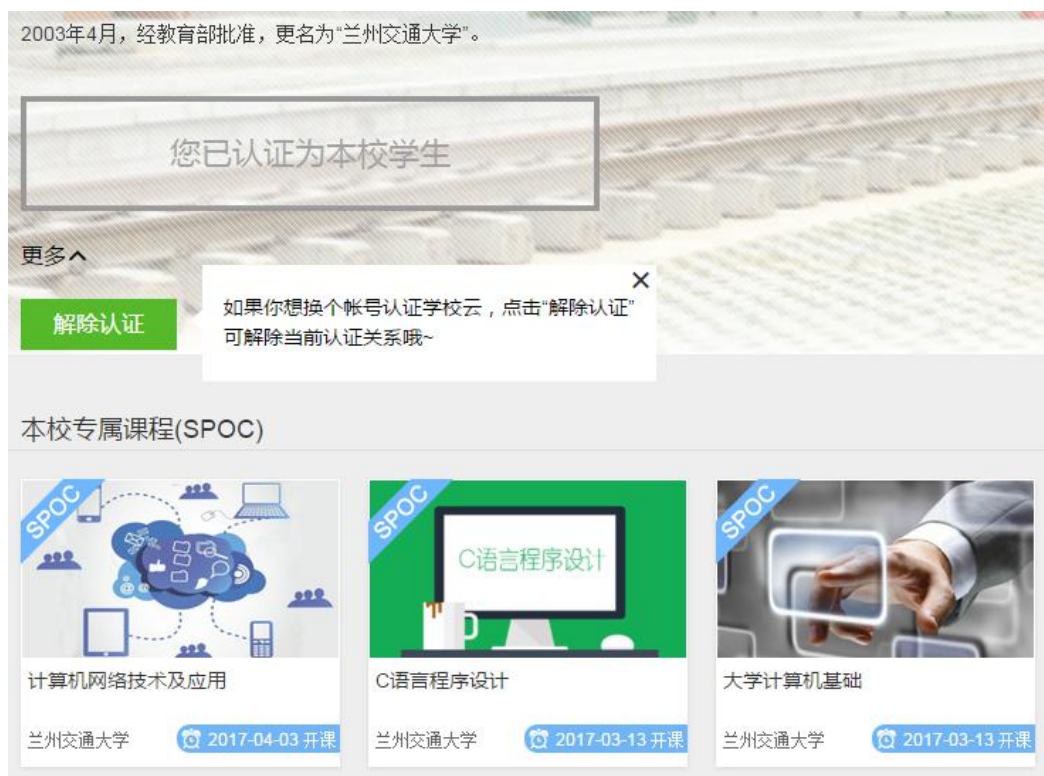 2003年4月，经教育部批准，更名为“兰州交通大学”。
您已认证为本校学生
更多
解除认证
如果你想换个帐号认证学校云，点击“解除认证”
可解除当前认证关系哦~
本校专属课程(SPOC)
SPOC
SPOC
C语言程序设计
SPOC
计算机网络技术及应用
C语言程序设计
大学计算机基础
兰州交通大学 2017-04-03 开课
兰州交通大学 2017-03-13 开课
兰州交通大学 2017-03-13 开课